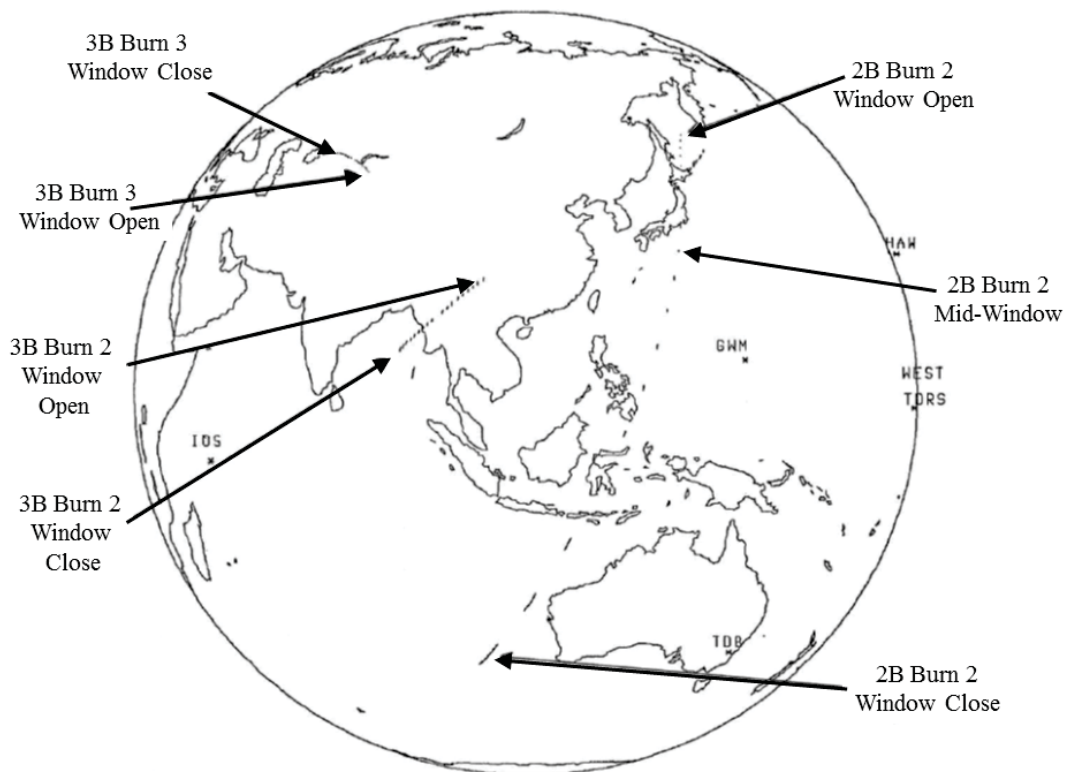 3B Burn 3
Window Close
2B Burn 2
Window Open
3B Burn 3
Window Open
HAW
2B Burn 2
Mid-Window
3B Burn 2
Window
Open
GWM
WEST
TDRS
IOS
3B Burn 2
Window
Close
TDB
2B Burn 2
Window Close